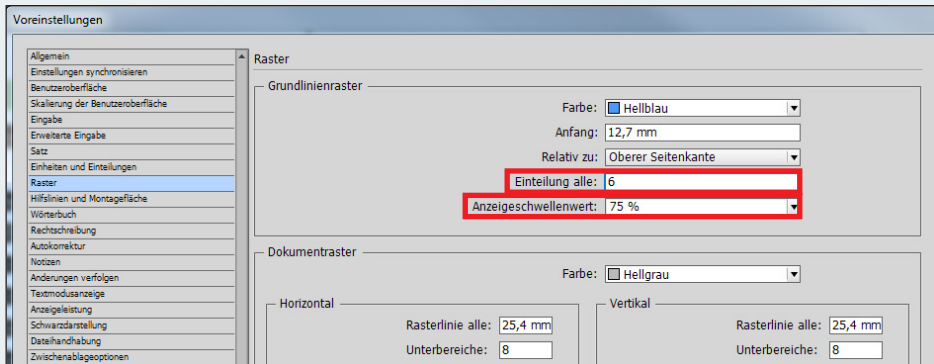 Voreinstellungen
Allgemein
Einstellungen synchronisieren
Benutzeroberfläche
Skalierung der Benutzeroberfläche
Eingabe
Erweiterte Eingabe
Satz
Einheiten und Einteilungen
Raster
Hilfslinien und Montagefläche
Wörterbuch
Rechtschreibung
Autokorrektur
Notizen
Änderungen verfolgen
Textmodusanzeige
Anzeigeleistung
Schwarzdarstellung
Dateihandhabung
Zwischenablageoptionen
Raster
Grundlinienraster
Farbe: Hellblau
Anfang: 12,7 mm
Relativ zu: Oberer Seitenkante
Einteilung alle: 6
Anzeigeschwellenwert: 75 %
Dokumentraster
Farbe: Hellgrau
Horizontal
Rasterlinie alle: 25,4 mm
Unterbereiche: 8
Vertikal
Rasterlinie alle: 25,4 mm
Unterbereiche: 8